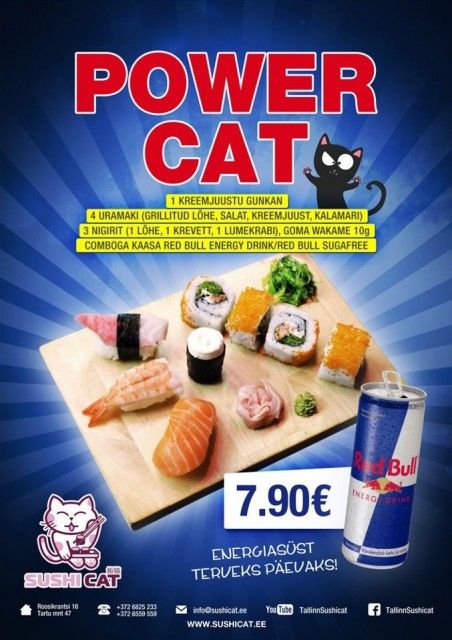 POWER
CAT
1 KREEMJUUSTU GUNKAN
4 URAMAKI (GRILLITUD LÕHE, SALAT, KREEMJUUST, KALAMARI)
3 NIGIRIT (1 LÕHE, 1 KREVETT, 1 LUMEKRABI), GOMA WAKAME 10g
COMBOGA KAASA RED BULL ENERGY DRINK/RED BULL SUGAFREE
Red Bull
ENERGY DRINK
7.90€
ENERGIASÜST
TERVEKS PÄEVAKS!
SUSHI CAT
Roosikrantsi 16
Tartu mnt 47
+372 6825 233
+372 6559 559
info@sushicat.ee
YouTube TallinnSushicat
TallinnSushicat
WWW.SUSHICAT.EE